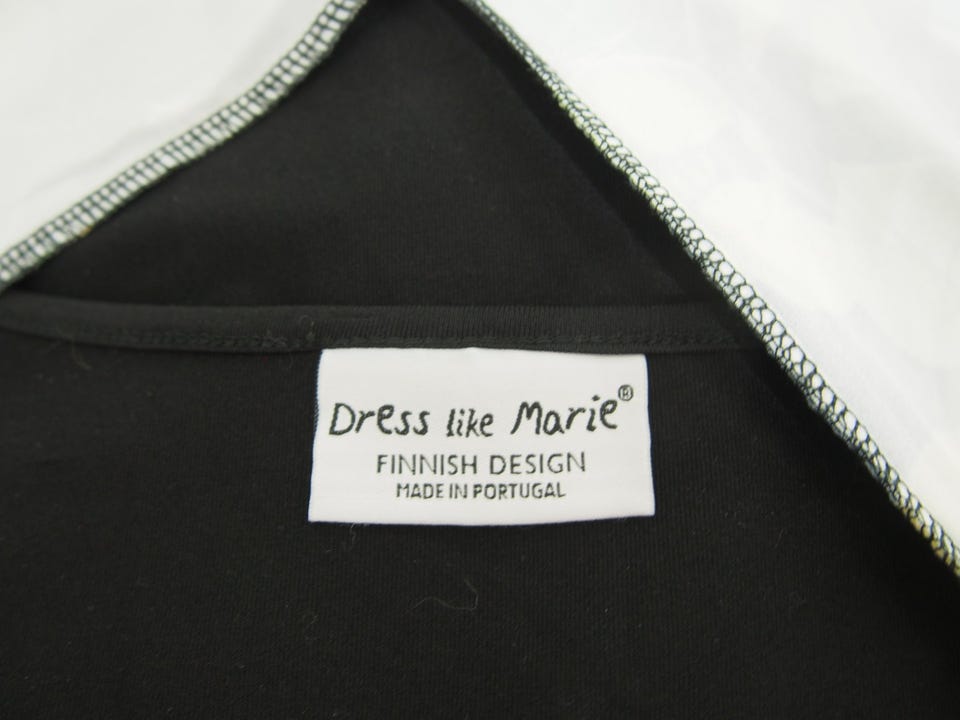 Dress like Marie®
FINNISH DESIGN
MADE IN PORTUGAL